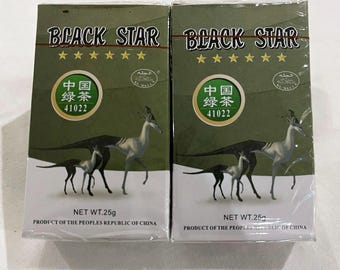 BLACK STAR
中国
绿茶
41022
NET WT.25g
PRODUCT OF THE PEOPLES REPUBLIC OF CHINA
BLACK STAR
中国
绿茶
41022
NET WT.25g
PRODUCT OF THE PEOPLES REPUBLIC OF CHINA